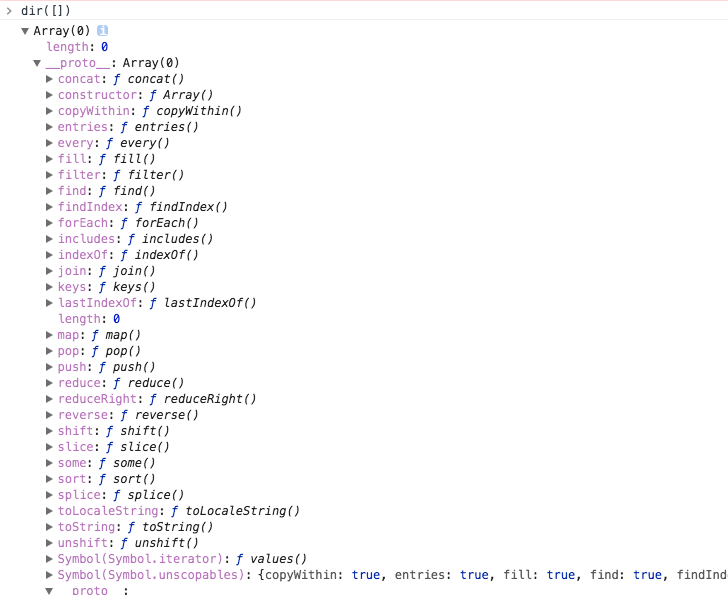 > dir([])
▼ Array(0) i
length: 0
▼ __proto__: Array(0)
▶ concat: ƒ concat()
▶ constructor: ƒ Array()
▶ copyWithin: ƒ copyWithin()
▶ entries: ƒ entries()
▶ every: ƒ every()
▶ fill: ƒ fill()
▶ filter: ƒ filter()
▶ find: ƒ find()
▶ findIndex: ƒ findIndex()
▶ forEach: ƒ forEach()
▶ includes: ƒ includes()
▶ indexOf: ƒ indexOf()
▶ join: ƒ join()
▶ keys: ƒ keys()
▶ lastIndexOf: ƒ lastIndexOf()
length: 0
▶ map: ƒ map()
▶ pop: ƒ pop()
▶ push: ƒ push()
▶ reduce: ƒ reduce()
▶ reduceRight: ƒ reduceRight()
▶ reverse: ƒ reverse()
▶ shift: ƒ shift()
▶ slice: ƒ slice()
▶ some: ƒ some()
▶ sort: ƒ sort()
▶ splice: ƒ splice()
▶ toLocaleString: ƒ toLocaleString()
▶ toString: ƒ toString()
▶ unshift: ƒ unshift()
▶ Symbol(Symbol.iterator): ƒ values()
▶ Symbol(Symbol.unscopables): {copyWithin: true, entries: true, fill: true, find: true, findInd
▼ __proto__: